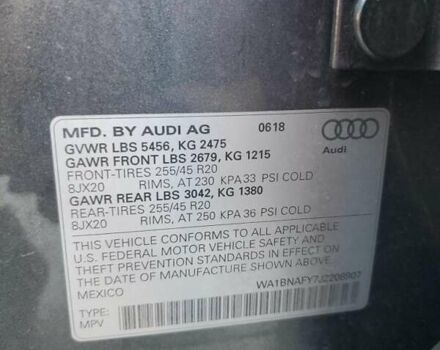 MFD. BY AUDI AG 0618
GVWR LBS 5456, KG 2475
GAWR FRONT LBS 2679, KG 1215
FRONT-TIRES 255/45 R20
8JX20 RIMS, AT 230 KPA 33 PSI COLD
GAWR REAR LBS 3042, KG 1380
REAR-TIRES 255/45 R20
8JX20 RIMS, AT 250 KPA 36 PSI COLD
Audi
THIS VEHICLE CONFORMS TO ALL APPLICABLE
U.S. FEDERAL MOTOR VEHICLE SAFETY AND
THEFT PREVENTION STANDARDS IN EFFECT ON
THE DATE OF MANUFACTURE SHOWN ABOVE.
MEXICO
WA1BNAFY7J2208907
TYPE:
MPV